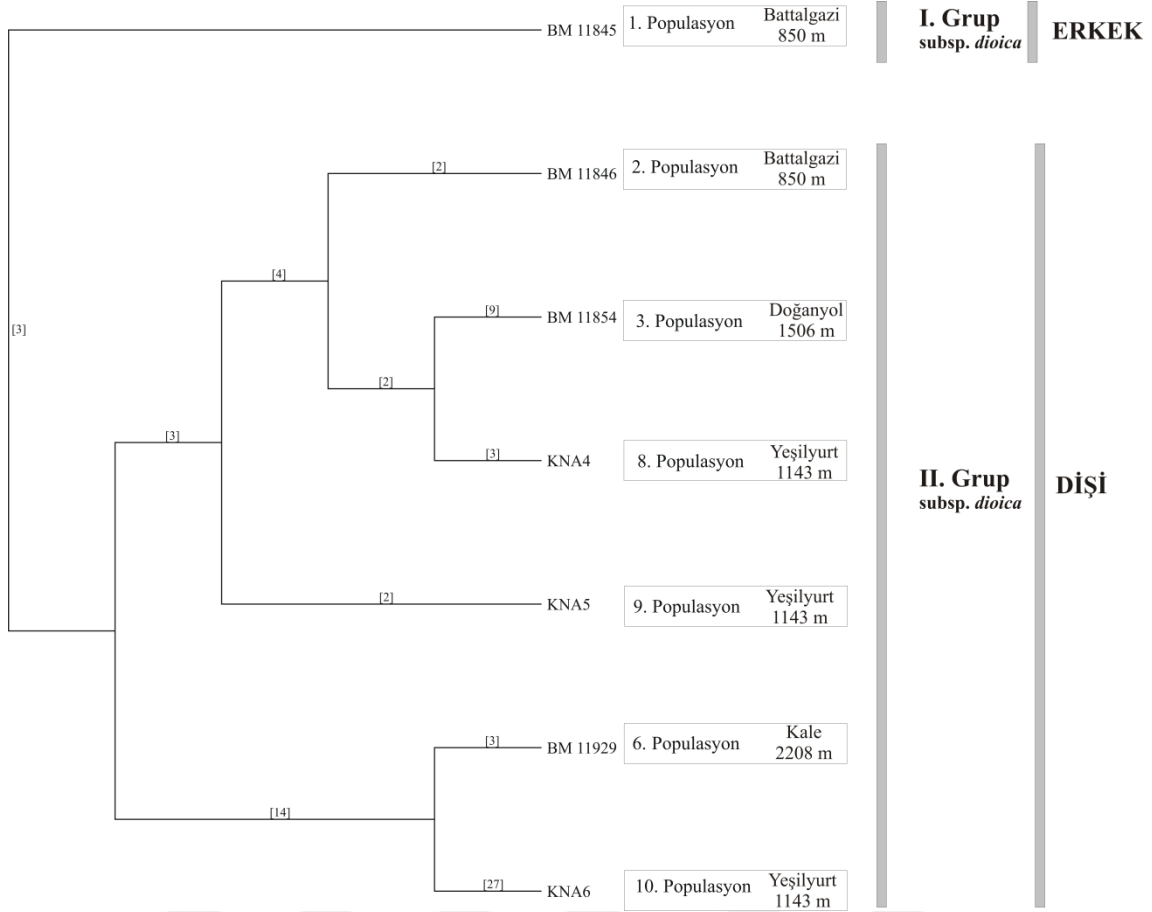 BM 11845
1. Populasyon
Battalgazi
850 m
I. Grup
subsp. dioica
ERKEK
[3]
[2]
BM 11846
2. Populasyon
Battalgazi
850 m
[4]
[9]
BM 11854
3. Populasyon
Doğanyol
1506 m
[2]
[3]
[3]
KNA4
8. Populasyon
Yeşilyurt
1143 m
II. Grup
subsp. dioica
DİŞİ
[2]
KNA5
9. Populasyon
Yeşilyurt
1143 m
[3]
BM 11929
6. Populasyon
Kale
2208 m
[14]
[27]
KNA6
10. Populasyon
Yeşilyurt
1143 m